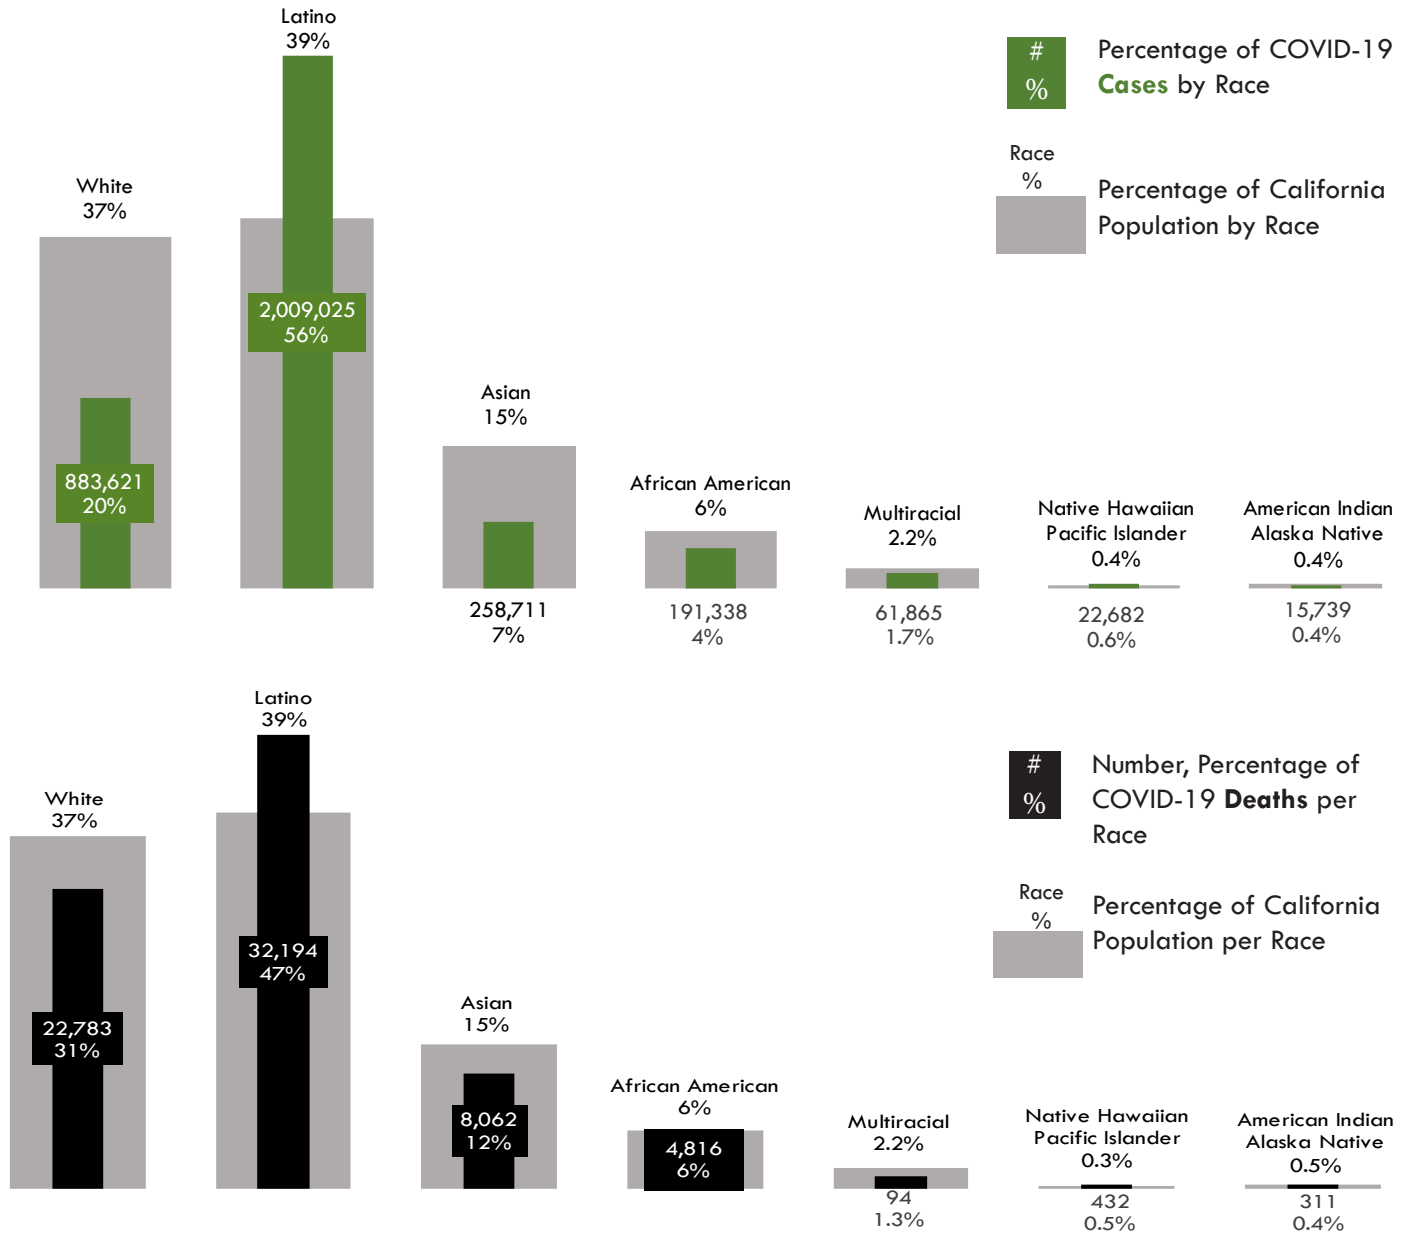 Latino
39%
#
%
Percentage of COVID-19
Cases by Race
Race
%
Percentage of California
Population by Race
White
37%
2,009,025
56%
883,621
20%
Asian
15%
258,711
7%
African American
6%
191,338
4%
Multiracial
2.2%
61,865
1.7%
Native Hawaiian
Pacific Islander
0.4%
22,682
0.6%
American Indian
Alaska Native
0.4%
15,739
0.4%
Latino
39%
#
%
Number, Percentage of
COVID-19 Deaths per
Race
Race
%
Percentage of California
Population per Race
White
37%
32,194
47%
22,783
31%
Asian
15%
8,062
12%
African American
6%
4,816
6%
Multiracial
2.2%
94
1.3%
Native Hawaiian
Pacific Islander
0.3%
432
0.5%
American Indian
Alaska Native
0.5%
311
0.4%